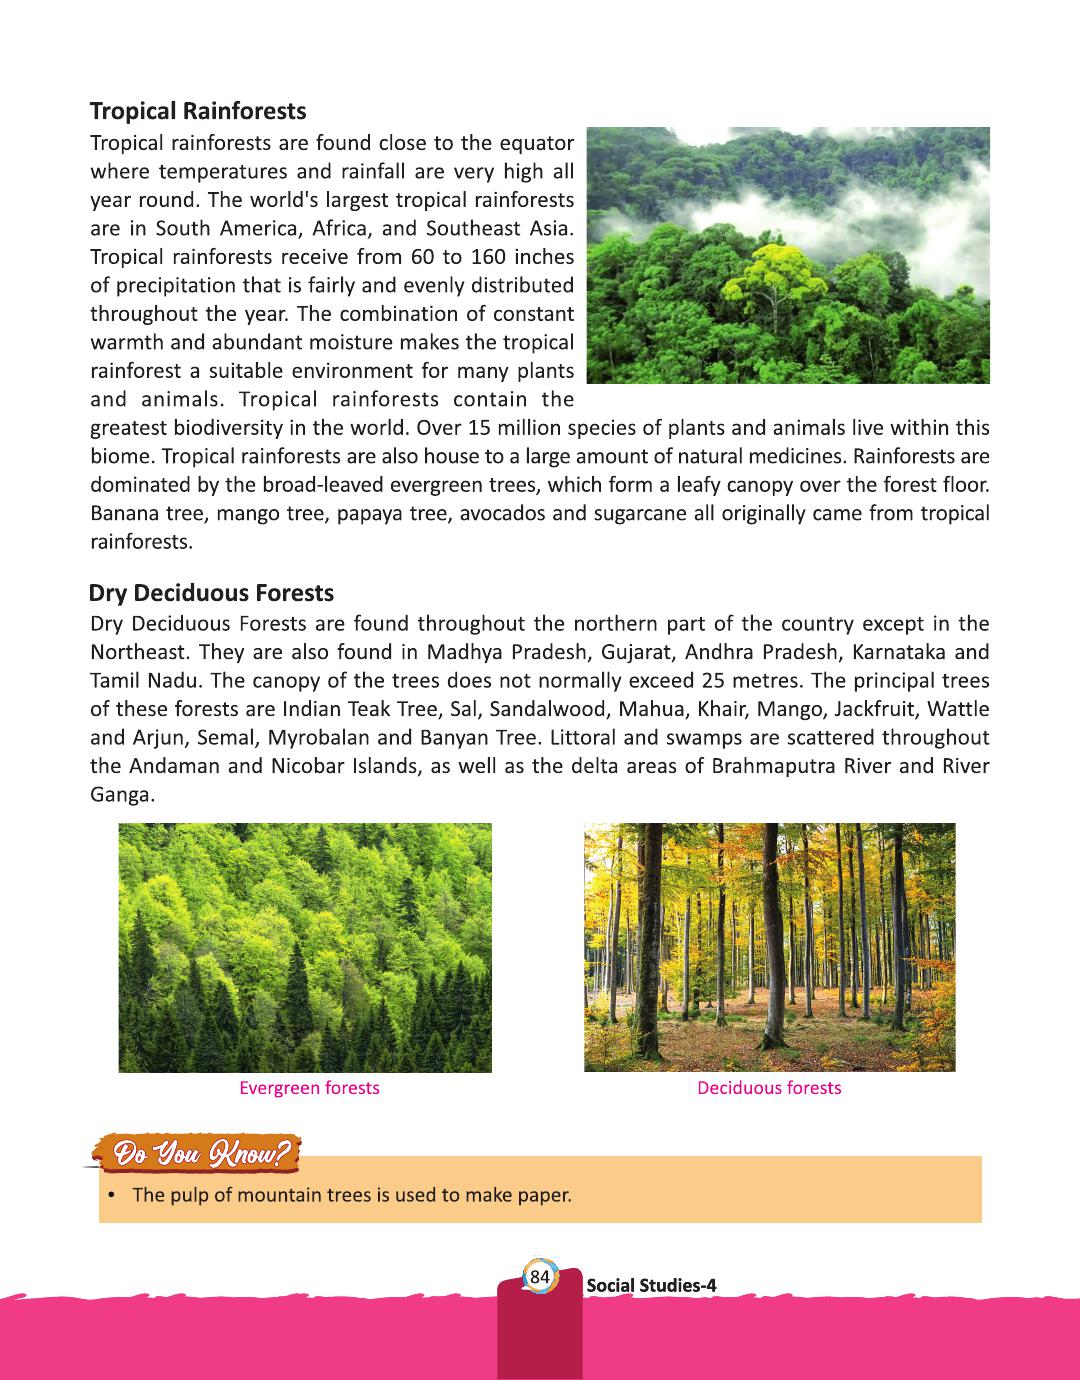 Tropical Rainforests
Tropical rainforests are found close to the equator
where temperatures and rainfall are very high all
year round. The world's largest tropical rainforests
are in South America, Africa, and Southeast Asia.
Tropical rainforests receive from 60 to 160 inches
of precipitation that is fairly and evenly distributed
throughout the year. The combination of constant
warmth and abundant moisture makes the tropical
rainforest a suitable environment for many plants
and animals. Tropical rainforests contain the
greatest biodiversity in the world. Over 15 million species of plants and animals live within this
biome. Tropical rainforests are also house to a large amount of natural medicines. Rainforests are
dominated by the broad-leaved evergreen trees, which form a leafy canopy over the forest floor.
Banana tree, mango tree, papaya tree, avocados and sugarcane all originally came from tropical
rainforests.
Dry Deciduous Forests
Dry Deciduous Forests are found throughout the northern part of the country except in the
Northeast. They are also found in Madhya Pradesh, Gujarat, Andhra Pradesh, Karnataka and
Tamil Nadu. The canopy of the trees does not normally exceed 25 metres. The principal trees
of these forests are Indian Teak Tree, Sal, Sandalwood, Mahua, Khair, Mango, Jackfruit, Wattle
and Arjun, Semal, Myrobalan and Banyan Tree. Littoral and swamps are scattered throughout
the Andaman and Nicobar Islands, as well as the delta areas of Brahmaputra River and River
Ganga.
Evergreen forests
Deciduous forests
Do You Know?
• The pulp of mountain trees is used to make paper.
84
Social Studies-4